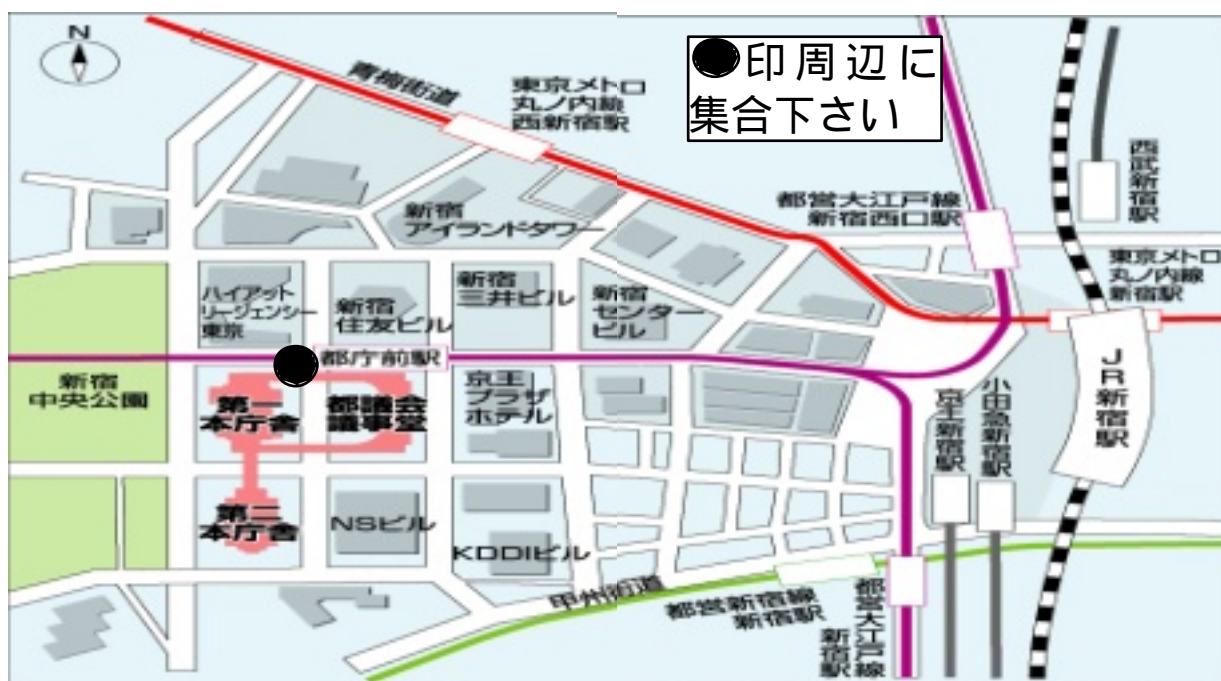 N
●印周辺に
集合下さい
青梅街道
東京メトロ
丸ノ内線
西新宿駅
西武新宿駅
都営大江戸線
新宿西口駅
新宿
アイランドタワー
東京メトロ
丸ノ内線
新宿駅
ハイアット
リージェンシー
東京
新宿
住友ビル
新宿
三井ビル
新宿
センター
ビル
都庁前駅
JR新宿駅
新宿
中央公園
第一
本庁舎
都議会
議事堂
京王
プラザ
ホテル
京王新宿駅
小田急新宿駅
第二
本庁舎
NSビル
KDDIビル
甲州街道
都営新宿線
新宿駅
都営大江戸線
新宿駅